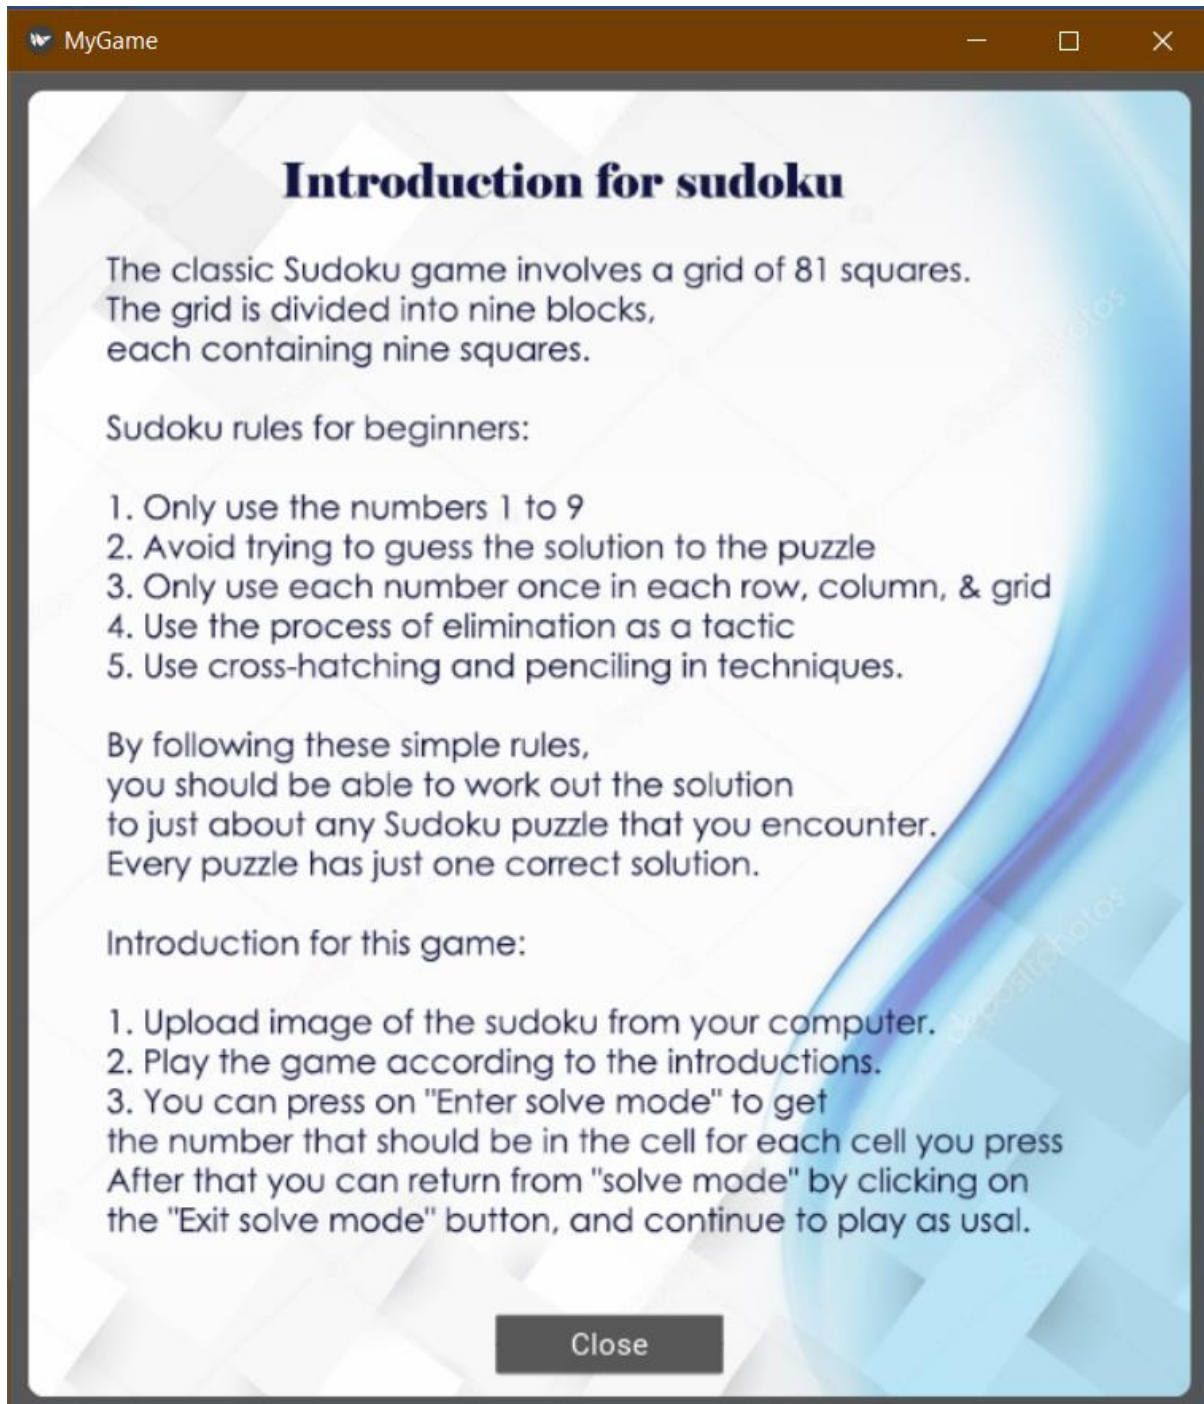 MyGame
Introduction for sudoku
The classic Sudoku game involves a grid of 81 squares.
The grid is divided into nine blocks,
each containing nine squares.
Sudoku rules for beginners:
1. Only use the numbers 1 to 9
2. Avoid trying to guess the solution to the puzzle
3. Only use each number once in each row, column, & grid
4. Use the process of elimination as a tactic
5. Use cross-hatching and penciling in techniques.
By following these simple rules,
you should be able to work out the solution
to just about any Sudoku puzzle that you encounter.
Every puzzle has just one correct solution.
Introduction for this game:
1. Upload image of the sudoku from your computer.
2. Play the game according to the introductions.
3. You can press on "Enter solve mode" to get
the number that should be in the cell for each cell you press
After that you can return from "solve mode" by clicking on
the "Exit solve mode" button, and continue to play as usal.
depositphotos
Close